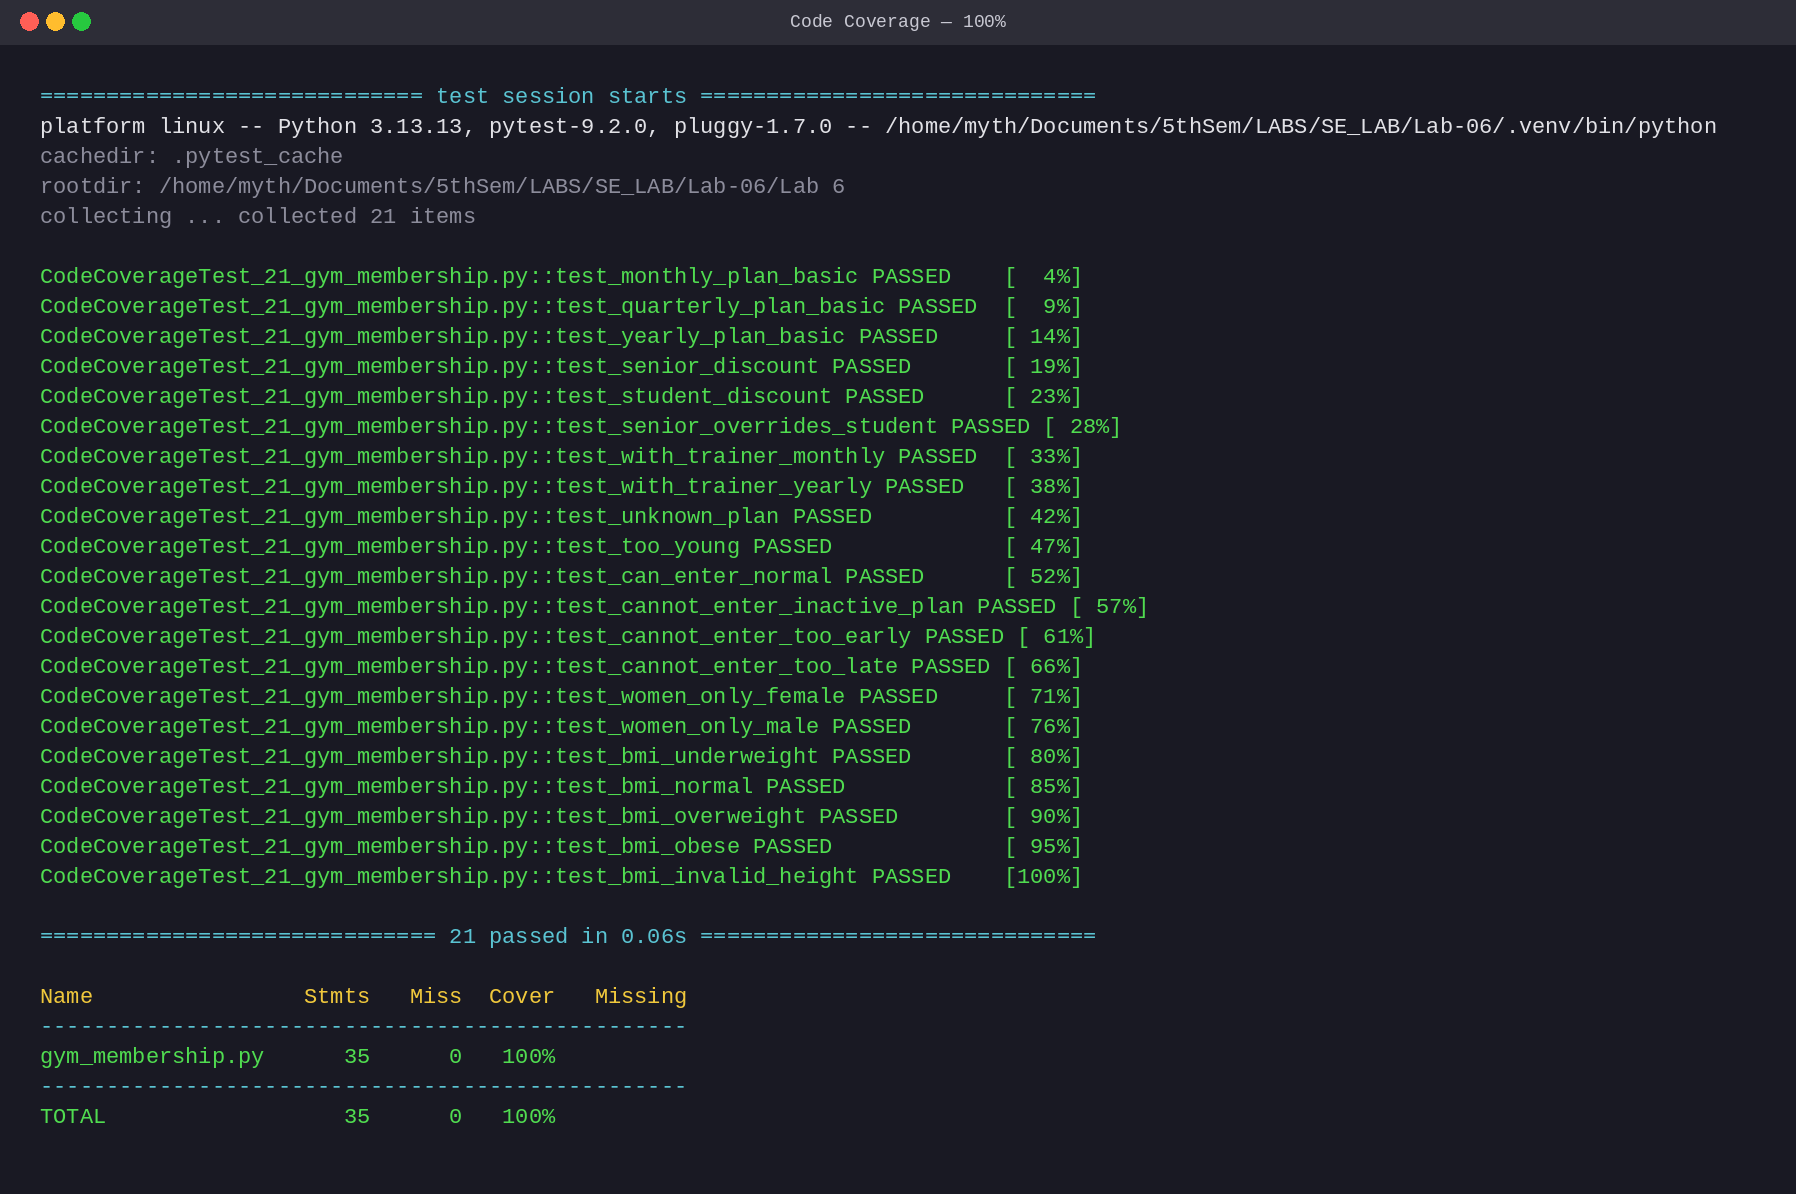 Code Coverage — 100%
============================= test session starts ==============================
platform linux -- Python 3.13.13, pytest-9.2.0, pluggy-1.7.0 -- /home/myth/Documents/5thSem/LABS/SE_LAB/Lab-06/.venv/bin/python
cachedir: .pytest_cache
rootdir: /home/myth/Documents/5thSem/LABS/SE_LAB/Lab-06/Lab 6
collecting ... collected 21 items
CodeCoverageTest_21_gym_membership.py::test_monthly_plan_basic PASSED    [  4%]
CodeCoverageTest_21_gym_membership.py::test_quarterly_plan_basic PASSED  [  9%]
CodeCoverageTest_21_gym_membership.py::test_yearly_plan_basic PASSED     [ 14%]
CodeCoverageTest_21_gym_membership.py::test_senior_discount PASSED       [ 19%]
CodeCoverageTest_21_gym_membership.py::test_student_discount PASSED      [ 23%]
CodeCoverageTest_21_gym_membership.py::test_senior_overrides_student PASSED [ 28%]
CodeCoverageTest_21_gym_membership.py::test_with_trainer_monthly PASSED  [ 33%]
CodeCoverageTest_21_gym_membership.py::test_with_trainer_yearly PASSED   [ 38%]
CodeCoverageTest_21_gym_membership.py::test_unknown_plan PASSED          [ 42%]
CodeCoverageTest_21_gym_membership.py::test_too_young PASSED             [ 47%]
CodeCoverageTest_21_gym_membership.py::test_can_enter_normal PASSED      [ 52%]
CodeCoverageTest_21_gym_membership.py::test_cannot_enter_inactive_plan PASSED [ 57%]
CodeCoverageTest_21_gym_membership.py::test_cannot_enter_too_early PASSED [ 61%]
CodeCoverageTest_21_gym_membership.py::test_cannot_enter_too_late PASSED [ 66%]
CodeCoverageTest_21_gym_membership.py::test_women_only_female PASSED     [ 71%]
CodeCoverageTest_21_gym_membership.py::test_women_only_male PASSED       [ 76%]
CodeCoverageTest_21_gym_membership.py::test_bmi_underweight PASSED       [ 80%]
CodeCoverageTest_21_gym_membership.py::test_bmi_normal PASSED            [ 85%]
CodeCoverageTest_21_gym_membership.py::test_bmi_overweight PASSED        [ 90%]
CodeCoverageTest_21_gym_membership.py::test_bmi_obese PASSED             [ 95%]
CodeCoverageTest_21_gym_membership.py::test_bmi_invalid_height PASSED    [100%]
============================== 21 passed in 0.06s ==============================
Name                Stmts   Miss  Cover   Missing
-------------------------------------------------
gym_membership.py      35      0   100%
-------------------------------------------------
TOTAL                  35      0   100%